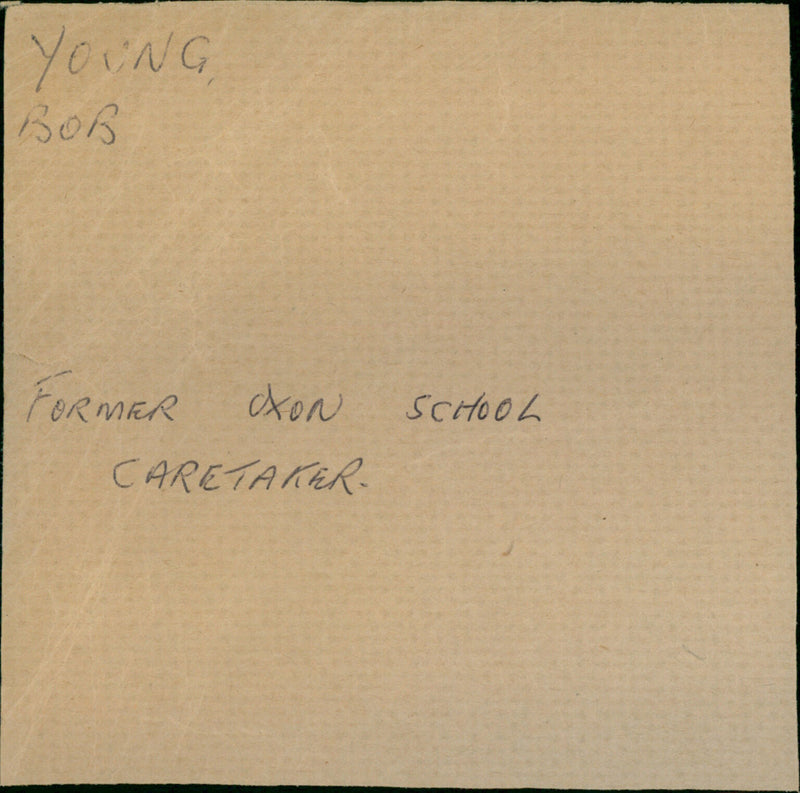 YOUNG,
BOB
FORMER OXON SCHOOL
CARETAKER.